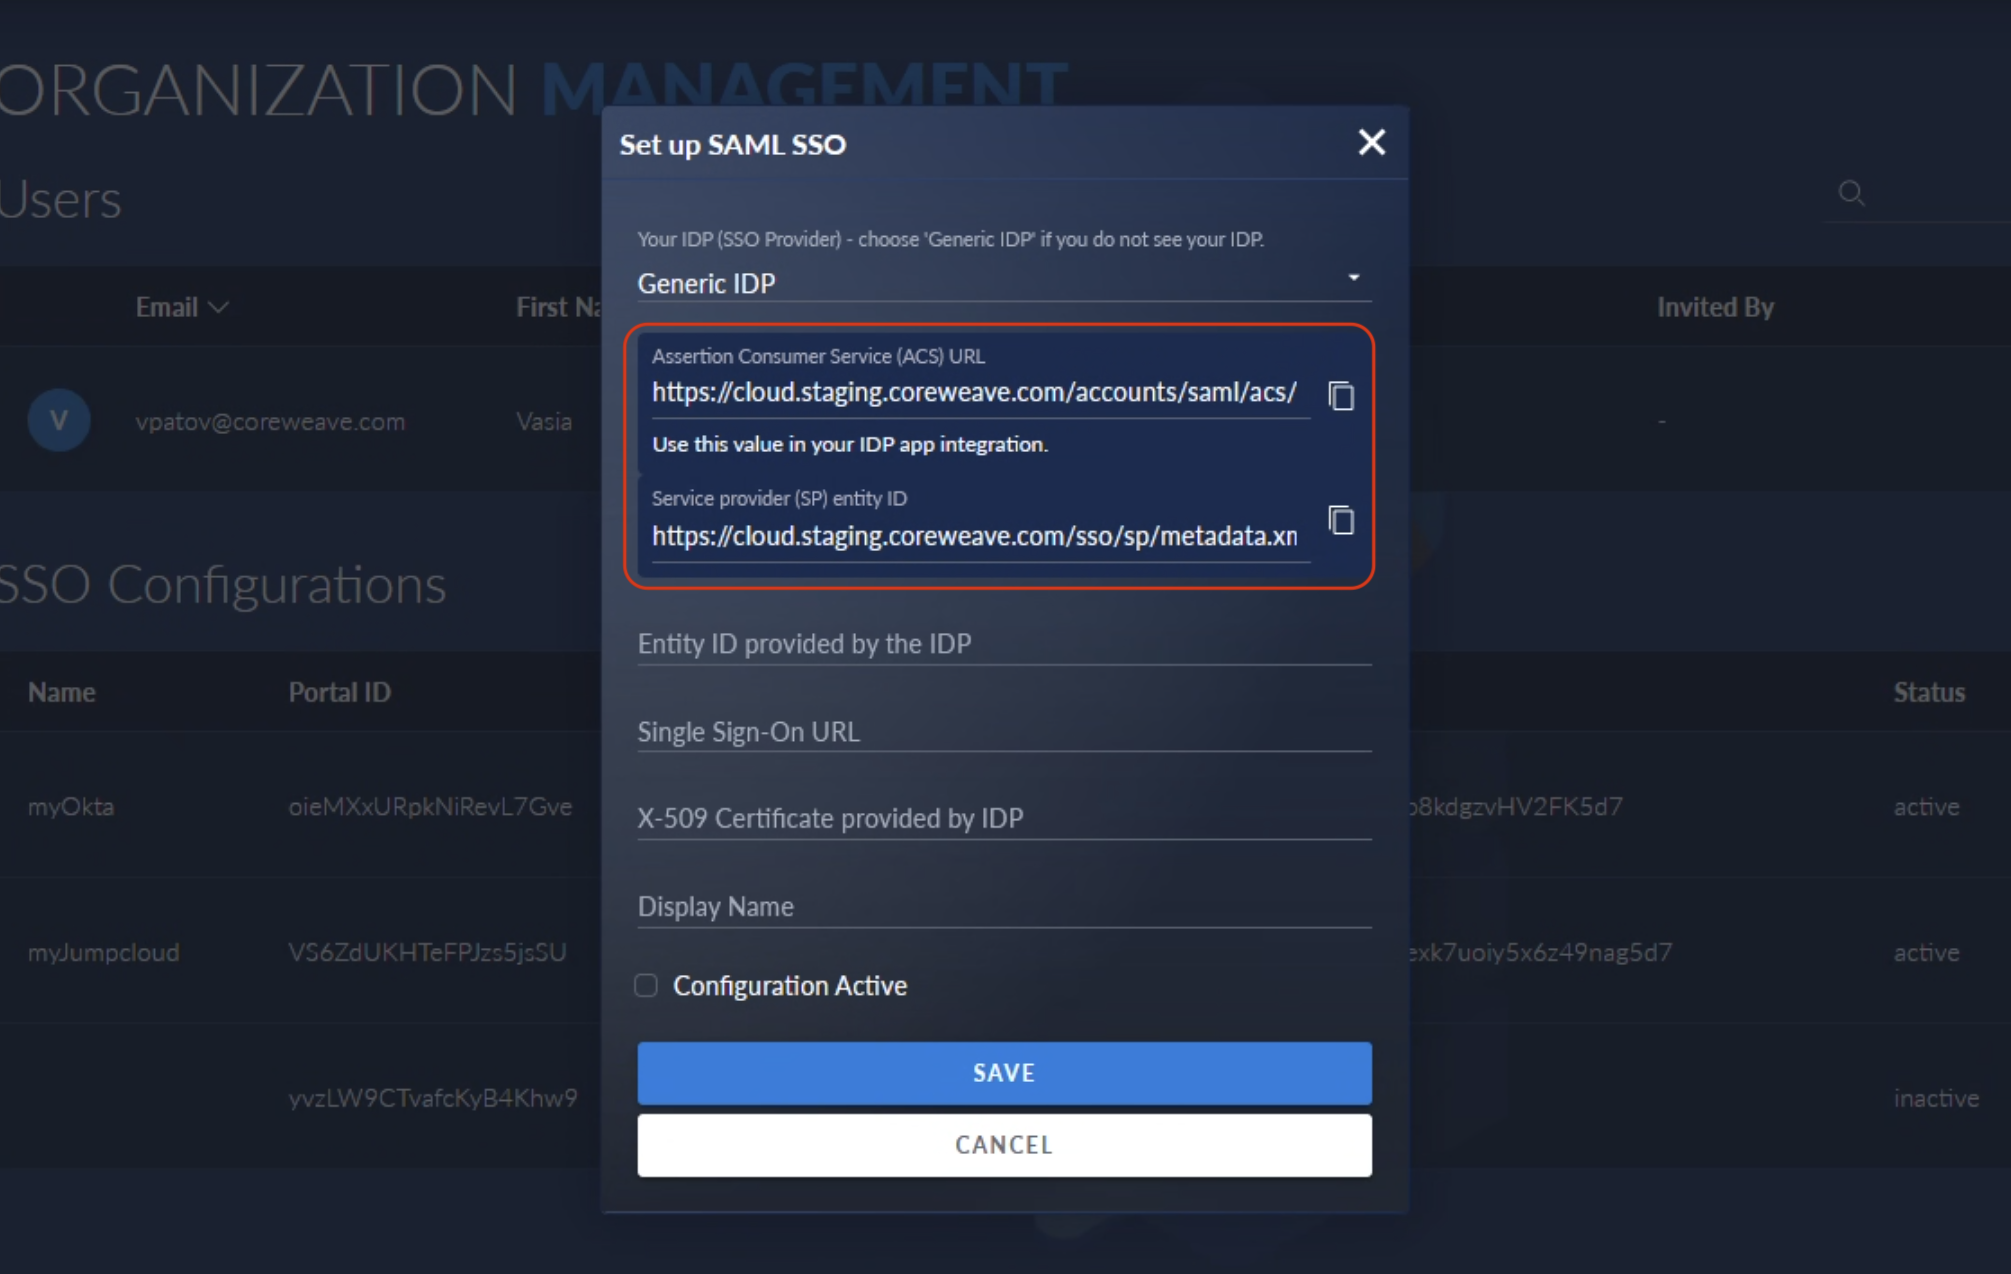 ORGANIZATION MANAGEMENT
Users
Email
First Na
Invited By
V
vpatov@coreweave.com
Vasia
-
SSO Configurations
Name
Portal ID
Status
myOkta
oieMXxURpkNiRevL7Gve
8kdgzvHV2FK5d7
active
myJumpcloud
VS6ZdUKHTeFPJzs5jsSU
exk7uoiy5x6z49nag5d7
active
yvzLW9CTvafcKyB4Khw9
inactive
Set up SAML SSO
Your IDP (SSO Provider) - choose 'Generic IDP' if you do not see your IDP.
Generic IDP
Assertion Consumer Service (ACS) URL
https://cloud.staging.coreweave.com/accounts/saml/acs/
Use this value in your IDP app integration.
Service provider (SP) entity ID
https://cloud.staging.coreweave.com/sso/sp/metadata.xm
Entity ID provided by the IDP
Single Sign-On URL
X-509 Certificate provided by IDP
Display Name
Configuration Active
SAVE
CANCEL